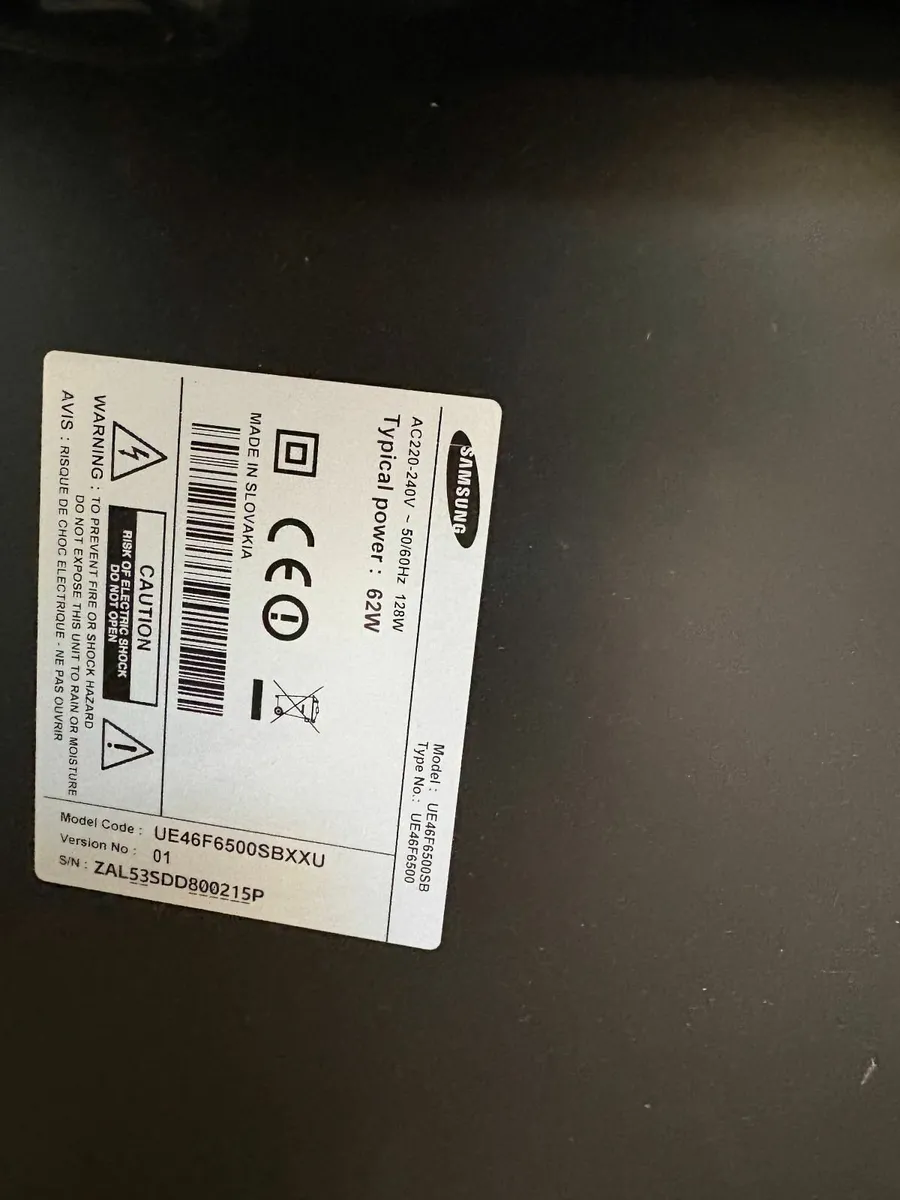 SAMSUNG
Model : UE46F6500SB
Type No.: UE46F6500
AC220-240V ~ 50/60Hz 128W
Typical power : 62W
MADE IN SLOVAKIA
CAUTION
RISK OF ELECTRIC SHOCK
DO NOT OPEN
WARNING : TO PREVENT FIRE OR SHOCK HAZARD
DO NOT EXPOSE THIS UNIT TO RAIN OR MOISTURE
AVIS : RISQUE DE CHOC ELECTRIQUE - NE PAS OUVRIR
Model Code : UE46F6500SBXXU
Version No : 01
S/N : ZAL53SDD800215P